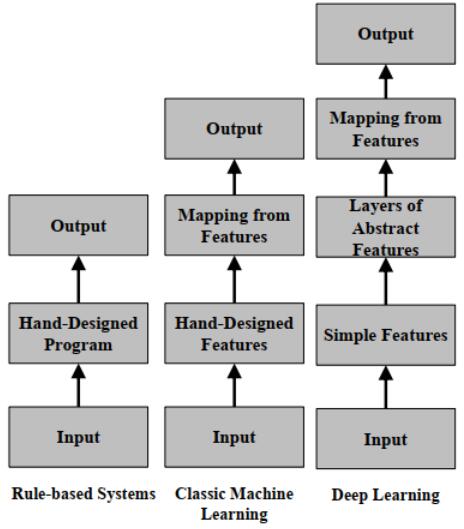 Output
Mapping from
Features
Layers of
Abstract
Features
Simple Features
Input
Deep Learning
Output
Mapping from
Features
Hand-Designed
Features
Input
Classic Machine
Learning
Output
Hand-Designed
Program
Input
Rule-based Systems